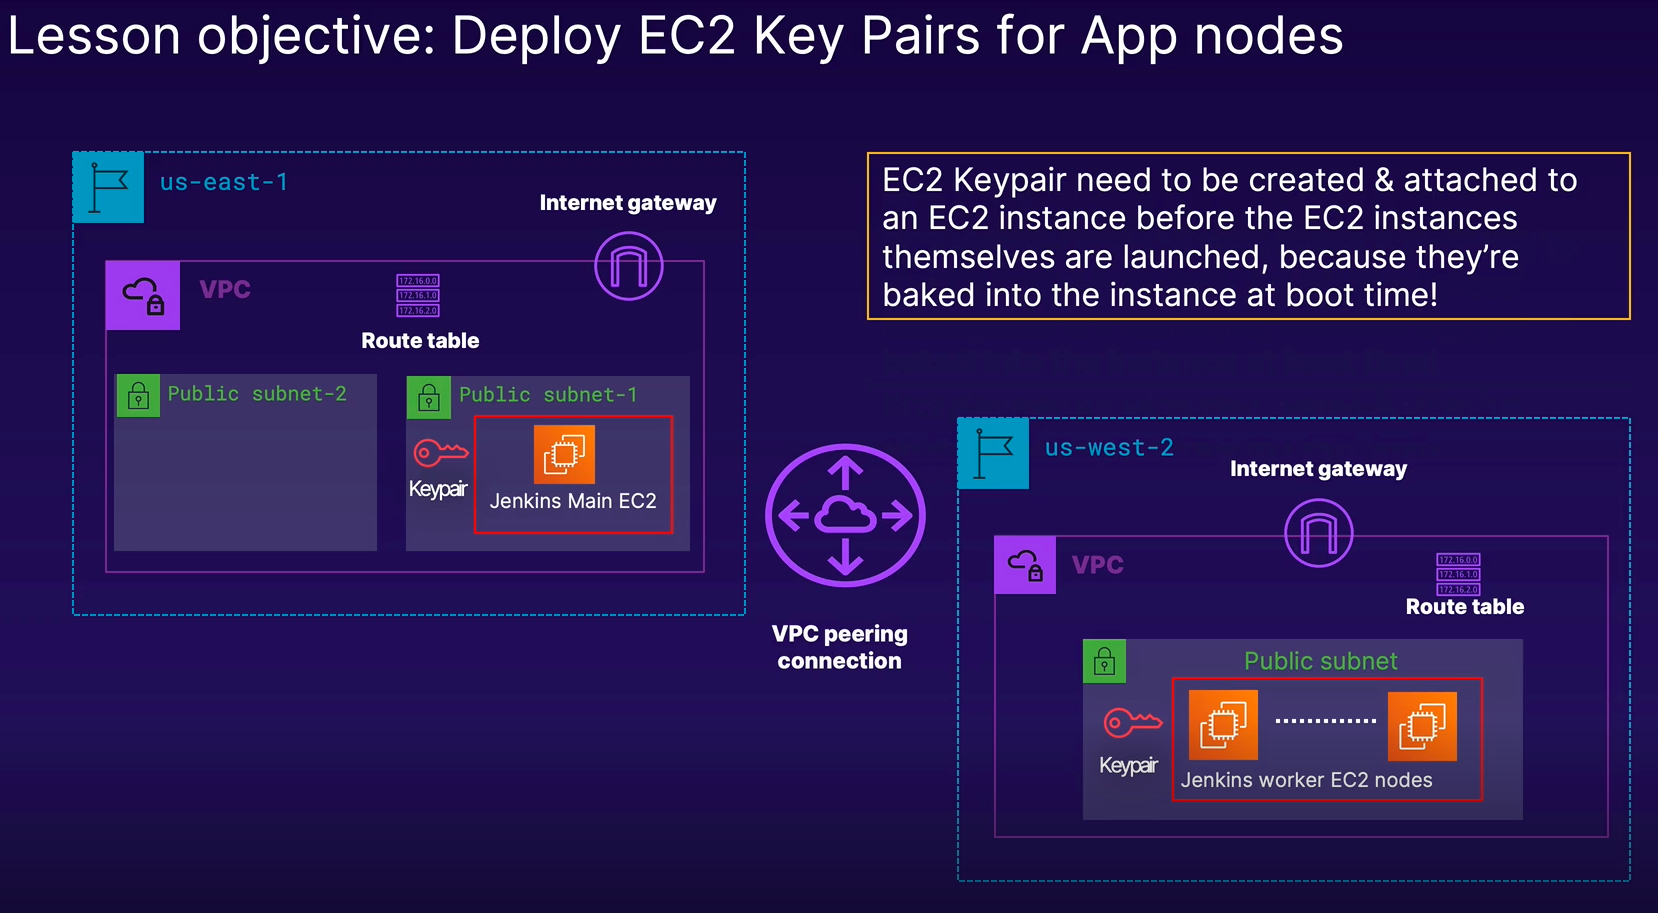 Lesson objective: Deploy EC2 Key Pairs for App nodes
us-east-1
Internet gateway
VPC
172.16.0.0
172.16.1.0
172.16.2.0
Route table
Public subnet-2
Public subnet-1
Keypair
Jenkins Main EC2
EC2 Keypair need to be created & attached to
an EC2 instance before the EC2 instances
themselves are launched, because they’re
baked into the instance at boot time!
VPC peering
connection
us-west-2
Internet gateway
VPC
172.16.0.0
172.16.1.0
172.16.2.0
Route table
Public subnet
Keypair
Jenkins worker EC2 nodes